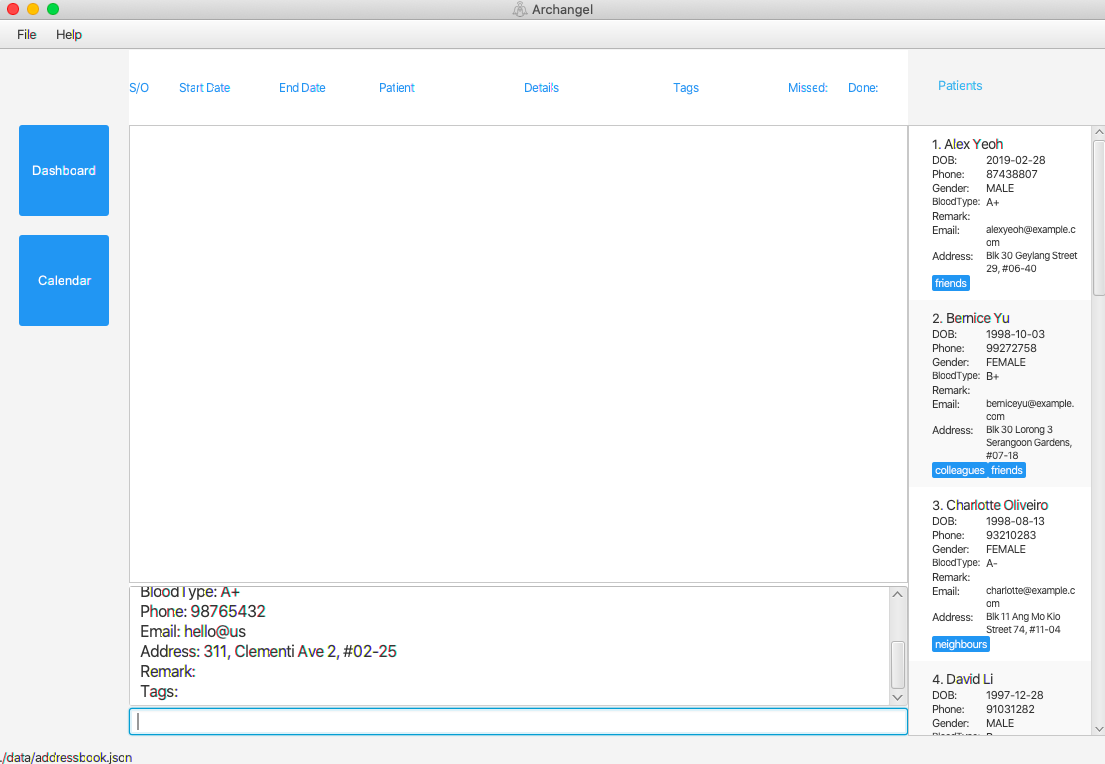 Archangel
File Help
S/O Start Date End Date Patient Details Tags Missed: Done: Patients
Dashboard
Calendar
1. Alex Yeoh
DOB: 2019-02-28
Phone: 87438807
Gender: MALE
BloodType: A+
Remark:
Email: alexyeoh@example.c
om
Address: Blk 30 Geylang Street
29, #06-40
friends
2. Bernice Yu
DOB: 1998-10-03
Phone: 99272758
Gender: FEMALE
BloodType: B+
Remark:
Email: berniceyu@example.
com
Address: Blk 30 Lorong 3
Serangoon Gardens,
#07-18
colleagues friends
3. Charlotte Oliveiro
DOB: 1998-08-13
Phone: 93210283
Gender: FEMALE
BloodType: A-
Remark:
Email: charlotte@example.c
om
Address: Blk 11 Ang Mo Kio
Street 74, #11-04
neighbours
4. David Li
DOB: 1997-12-28
Phone: 91031282
Gender: MALE
BloodType:
BloodType: A+
Phone: 98765432
Email: hello@us
Address: 311, Clementi Ave 2, #02-25
Remark:
Tags:
./data/addressbook.json